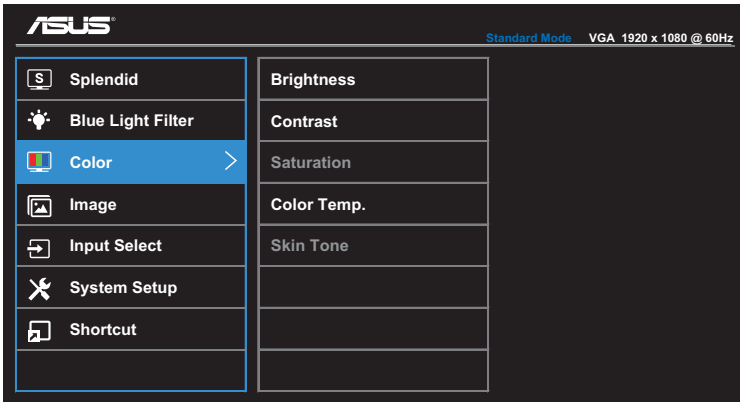 ASUS
Standard Mode VGA 1920 x 1080 @ 60Hz
S Splendid
Blue Light Filter
Color
Image
Input Select
System Setup
Shortcut
Brightness
Contrast
Saturation
Color Temp.
Skin Tone